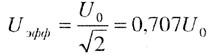 U_эфф = U_0/√2 = 0,707U_0